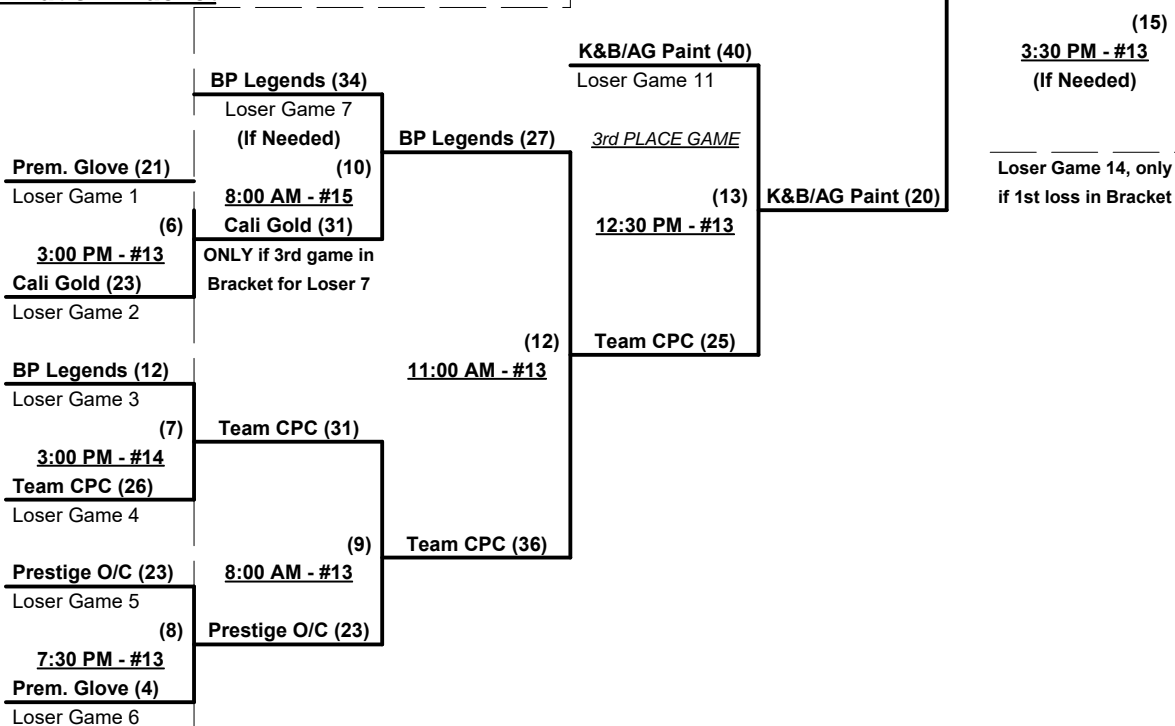 (15)
K&B/AG Paint (40)
3:30 PM - #13
Loser Game 11
(If Needed)
BP Legends (34)
Loser Game 7
(If Needed)
BP Legends (27)
3rd PLACE GAME
Prem. Glove (21)
(10)
Loser Game 14, only
Loser Game 1
8:00 AM - #15
(13)
K&B/AG Paint (20)
if 1st loss in Bracket
(6)
Cali Gold (31)
12:30 PM - #13
3:00 PM - #13
ONLY if 3rd game in
Cali Gold (23)
Bracket for Loser 7
Loser Game 2
(12)
Team CPC (25)
BP Legends (12)
11:00 AM - #13
Loser Game 3
(7)
Team CPC (31)
3:00 PM - #14
Team CPC (26)
Loser Game 4
(9)
Team CPC (36)
Prestige O/C (23)
8:00 AM - #13
Loser Game 5
(8)
Prestige O/C (23)
7:30 PM - #13
Prem. Glove (4)
Loser Game 6